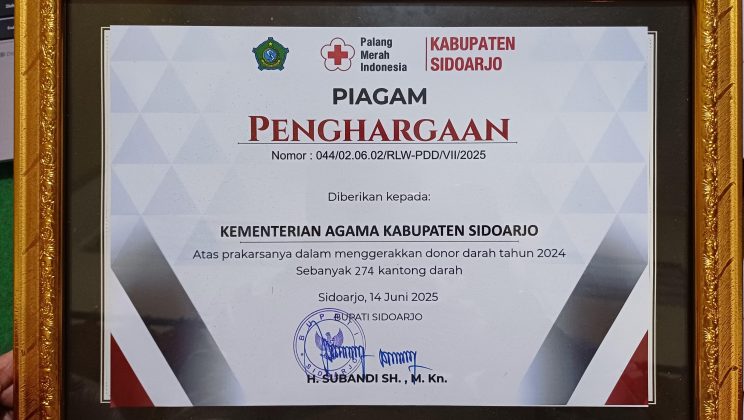 Palang
Merah
Indonesia
KABUPATEN
SIDOARJO
PIAGAM
PENGHARGAAN
Nomor : 044/02.06.02/RLW-PDD/VII/2025
Diberikan kepada:
KEMENTERIAN AGAMA KABUPATEN SIDOARJO
Atas prakarsanya dalam menggerakkan donor darah tahun 2024
Sebanyak 274 kantong darah
Sidoarjo, 14 Juni 2025
BUPATI SIDOARJO
BUPATI
SIDOARJO
H. SUBANDI SH. , M. Kn.